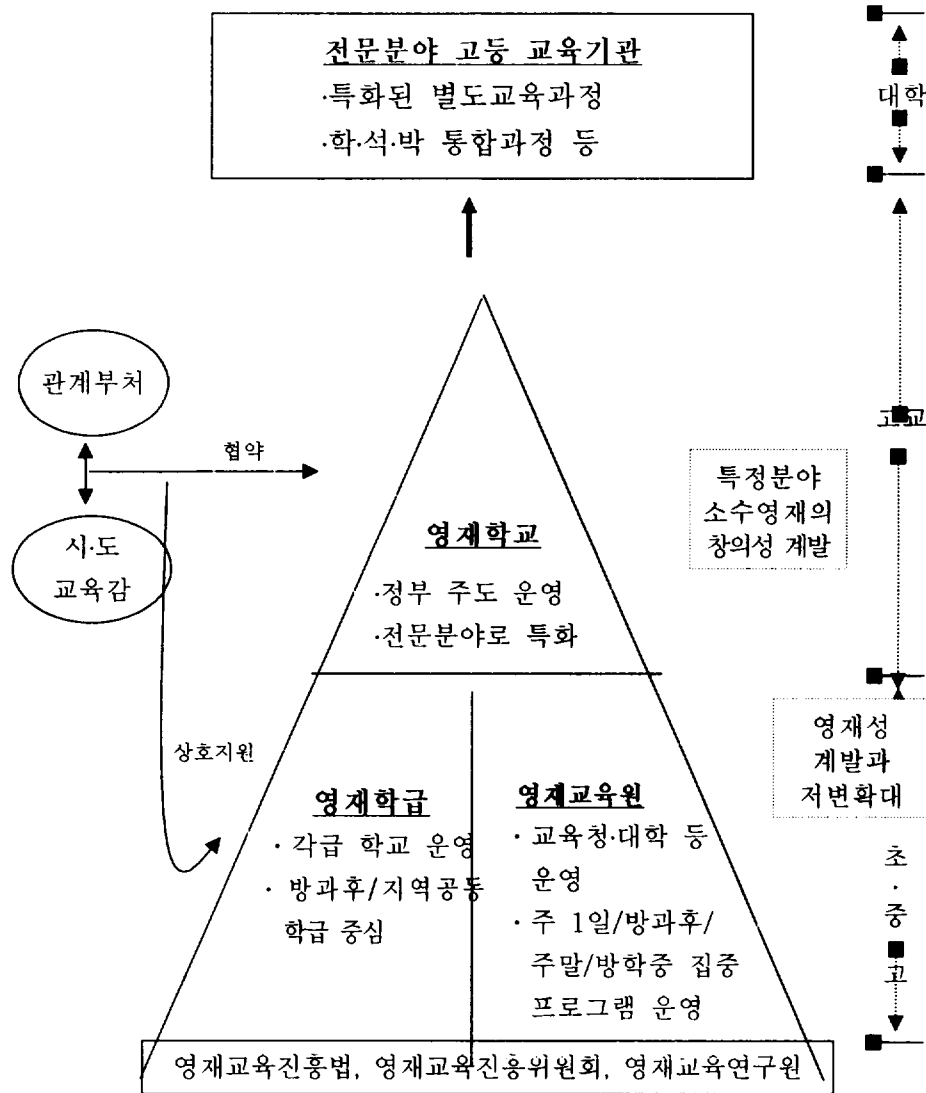 전문분야 고등 교육기관
·특화된 별도교육과정
·학·석·박 통합과정 등
대학
관계부처
협약
시·도
교육감
상호지원
고교
특정분야
소수영재의
창의성 계발
영재학교
·정부 주도 운영
·전문분야로 특화
영재성
계발과
저변확대
영재학급
· 각급 학교 운영
· 방과후/지역공동
학급 중심
영재교육원
· 교육청·대학 등
운영
· 주 1일/방과후/
주말/방학중 집중
프로그램 운영
초
·
중
고
영재교육진흥법, 영재교육진흥위원회, 영재교육연구원